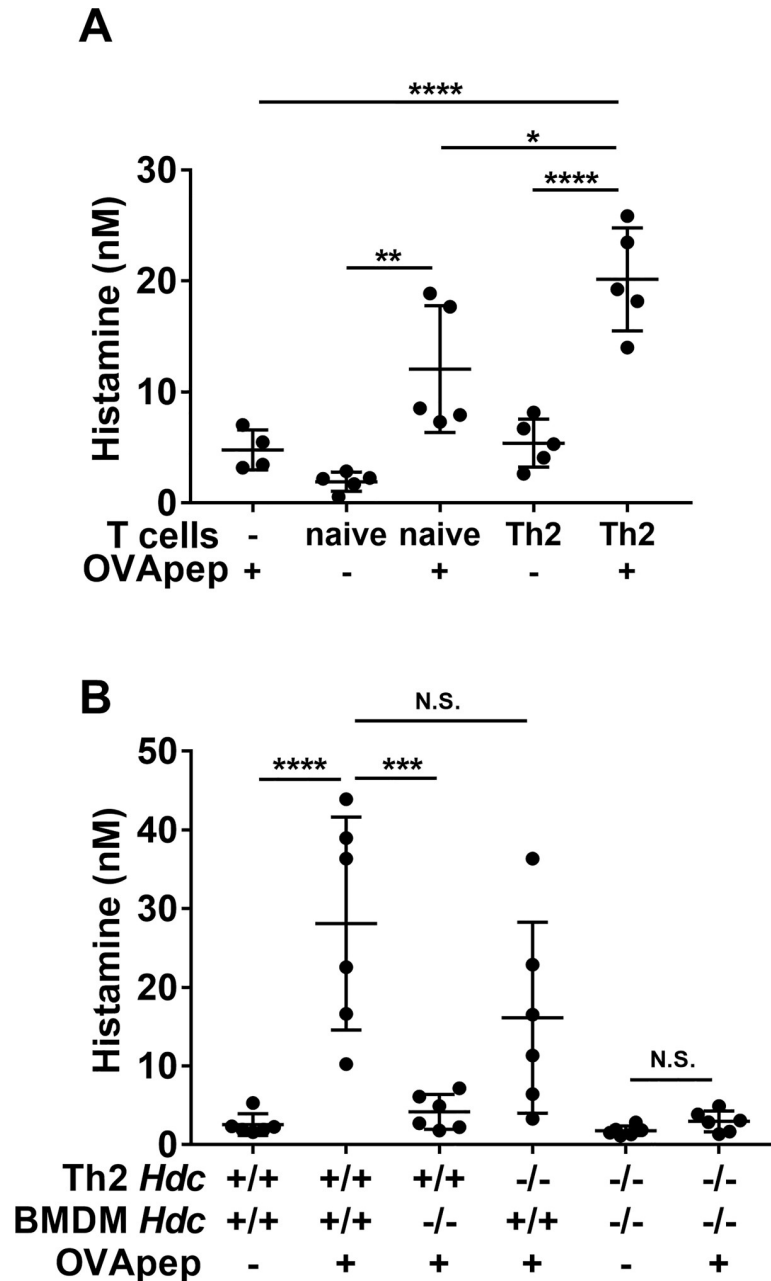 A
****
*
30
****
**
20
Histamine (nM)
10
0
T cells - naive naive Th2 Th2
OVApep + - + - +
B
N.S.
50
**** ***
40
30
Histamine (nM)
20
N.S.
10
0
Th2 Hdc +/+ +/+ +/+ -/- -/- -/-
BMDM Hdc +/+ +/+ -/- +/+ -/- -/-
OVApep - + + + - +